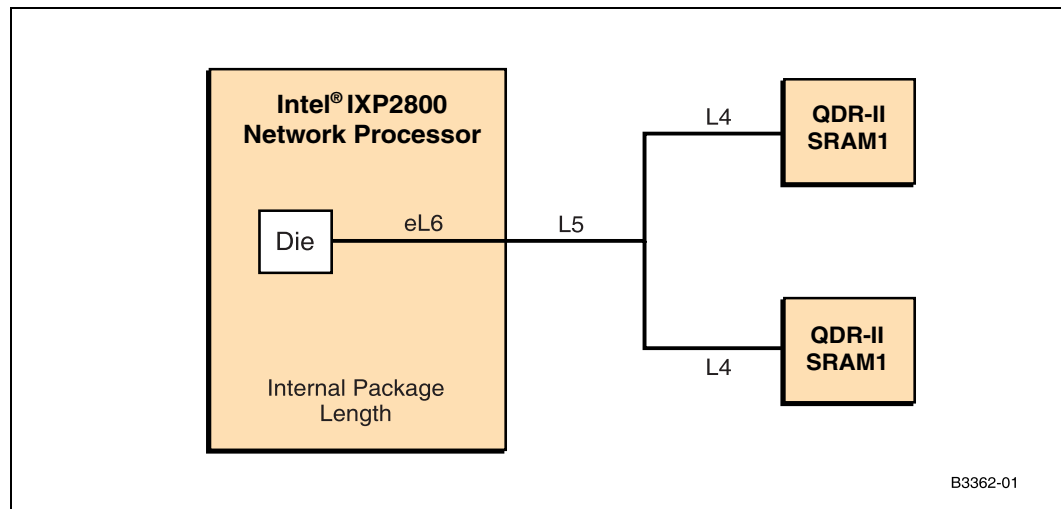 Intel® IXP2800
Network Processor
Die
eL6
Internal Package
Length
L5
L4
QDR-II
SRAM1
L4
QDR-II
SRAM1
B3362-01